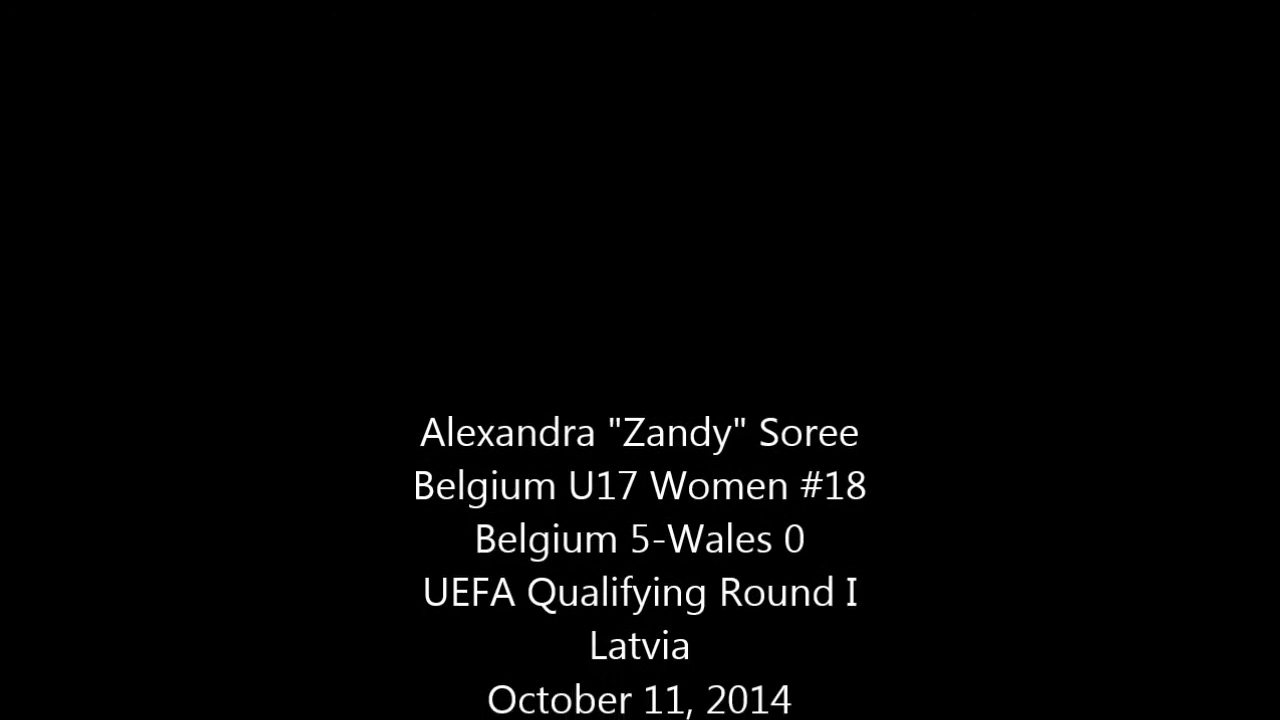 Alexandra "Zandy" Soree
Belgium U17 Women #18
Belgium 5-Wales 0
UEFA Qualifying Round I
Latvia
October 11, 2014